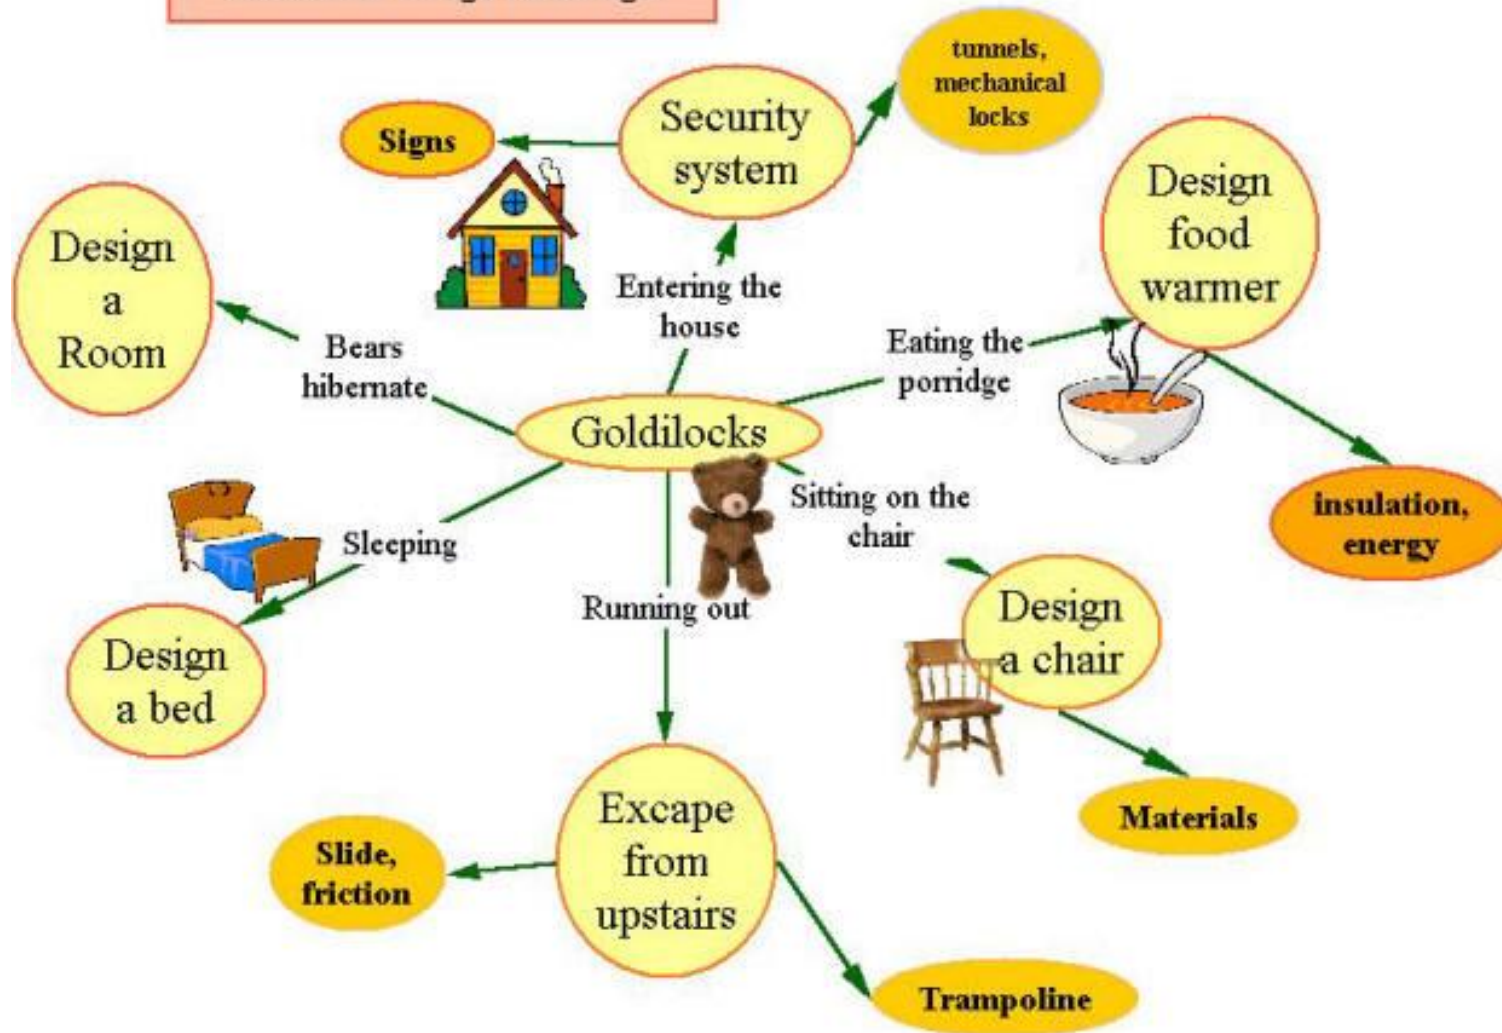 tunnels,
mechanical
locks
Signs
Security
system
Design
food
warmer
Design
a
Room
Entering the
house
Bears
hibernate
Eating the
porridge
Goldilocks
Sitting on the
chair
insulation,
energy
Sleeping
Running out
Design
a chair
Design
a bed
Materials
Excape
from
upstairs
Slide,
friction
Trampoline